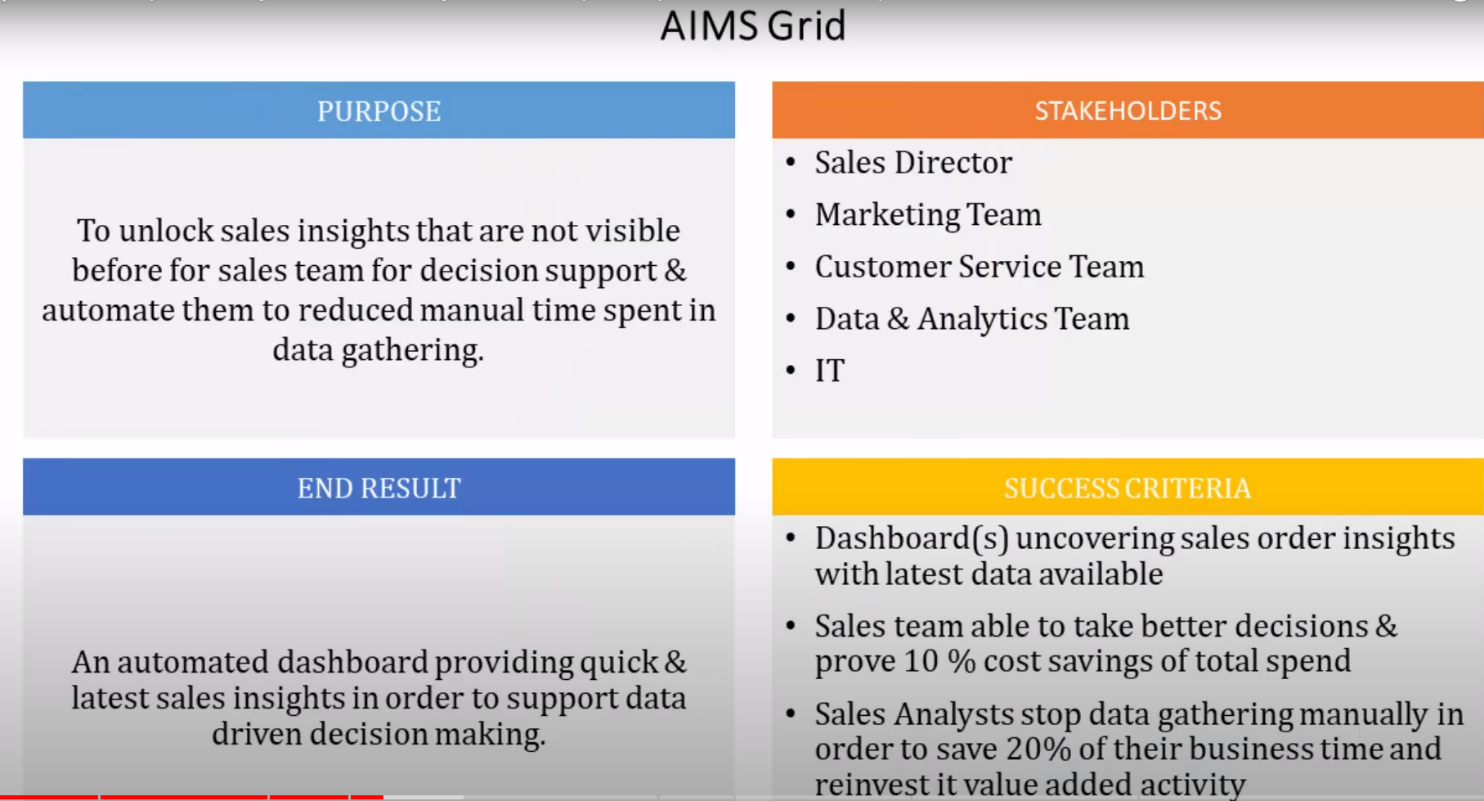 AIMS Grid
PURPOSE
To unlock sales insights that are not visible
before for sales team for decision support &
automate them to reduced manual time spent in
data gathering.
STAKEHOLDERS
• Sales Director
• Marketing Team
• Customer Service Team
• Data & Analytics Team
• IT
END RESULT
An automated dashboard providing quick &
latest sales insights in order to support data
driven decision making.
SUCCESS CRITERIA
• Dashboard(s) uncovering sales order insights
with latest data available
• Sales team able to take better decisions &
prove 10 % cost savings of total spend
• Sales Analysts stop data gathering manually in
order to save 20% of their business time and
reinvest it value added activity